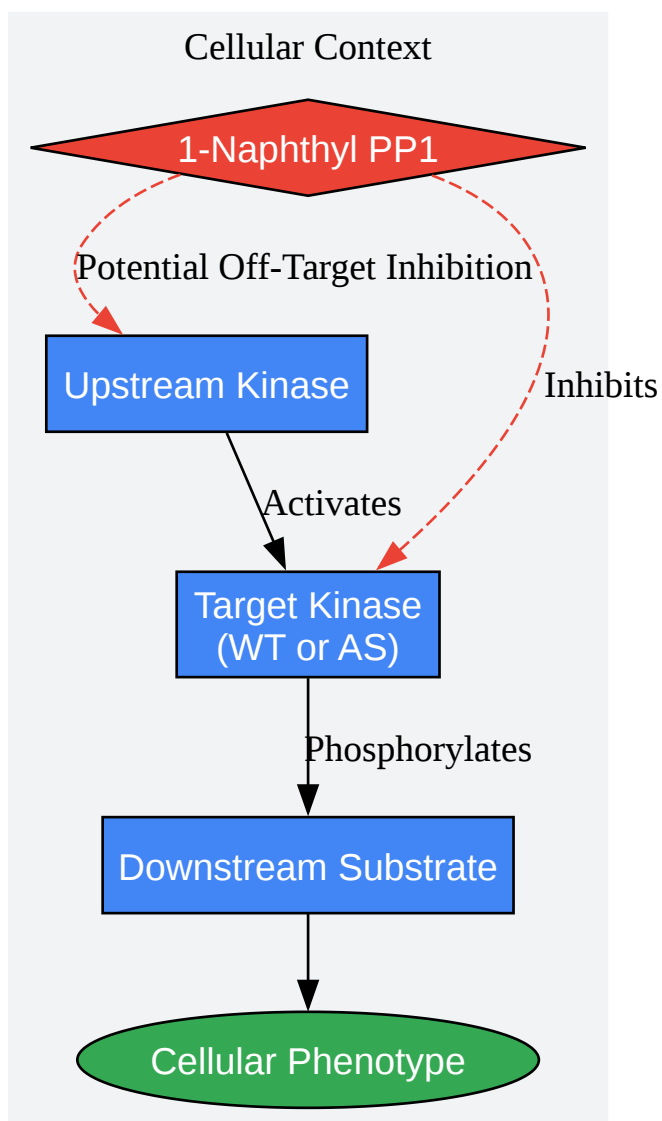 Cellular Context
1-Naphthyl PP1
Potential Off-Target Inhibition
Upstream Kinase
Inhibits
Activates
Target Kinase
(WT or AS)
Phosphorylates
Downstream Substrate
Cellular Phenotype